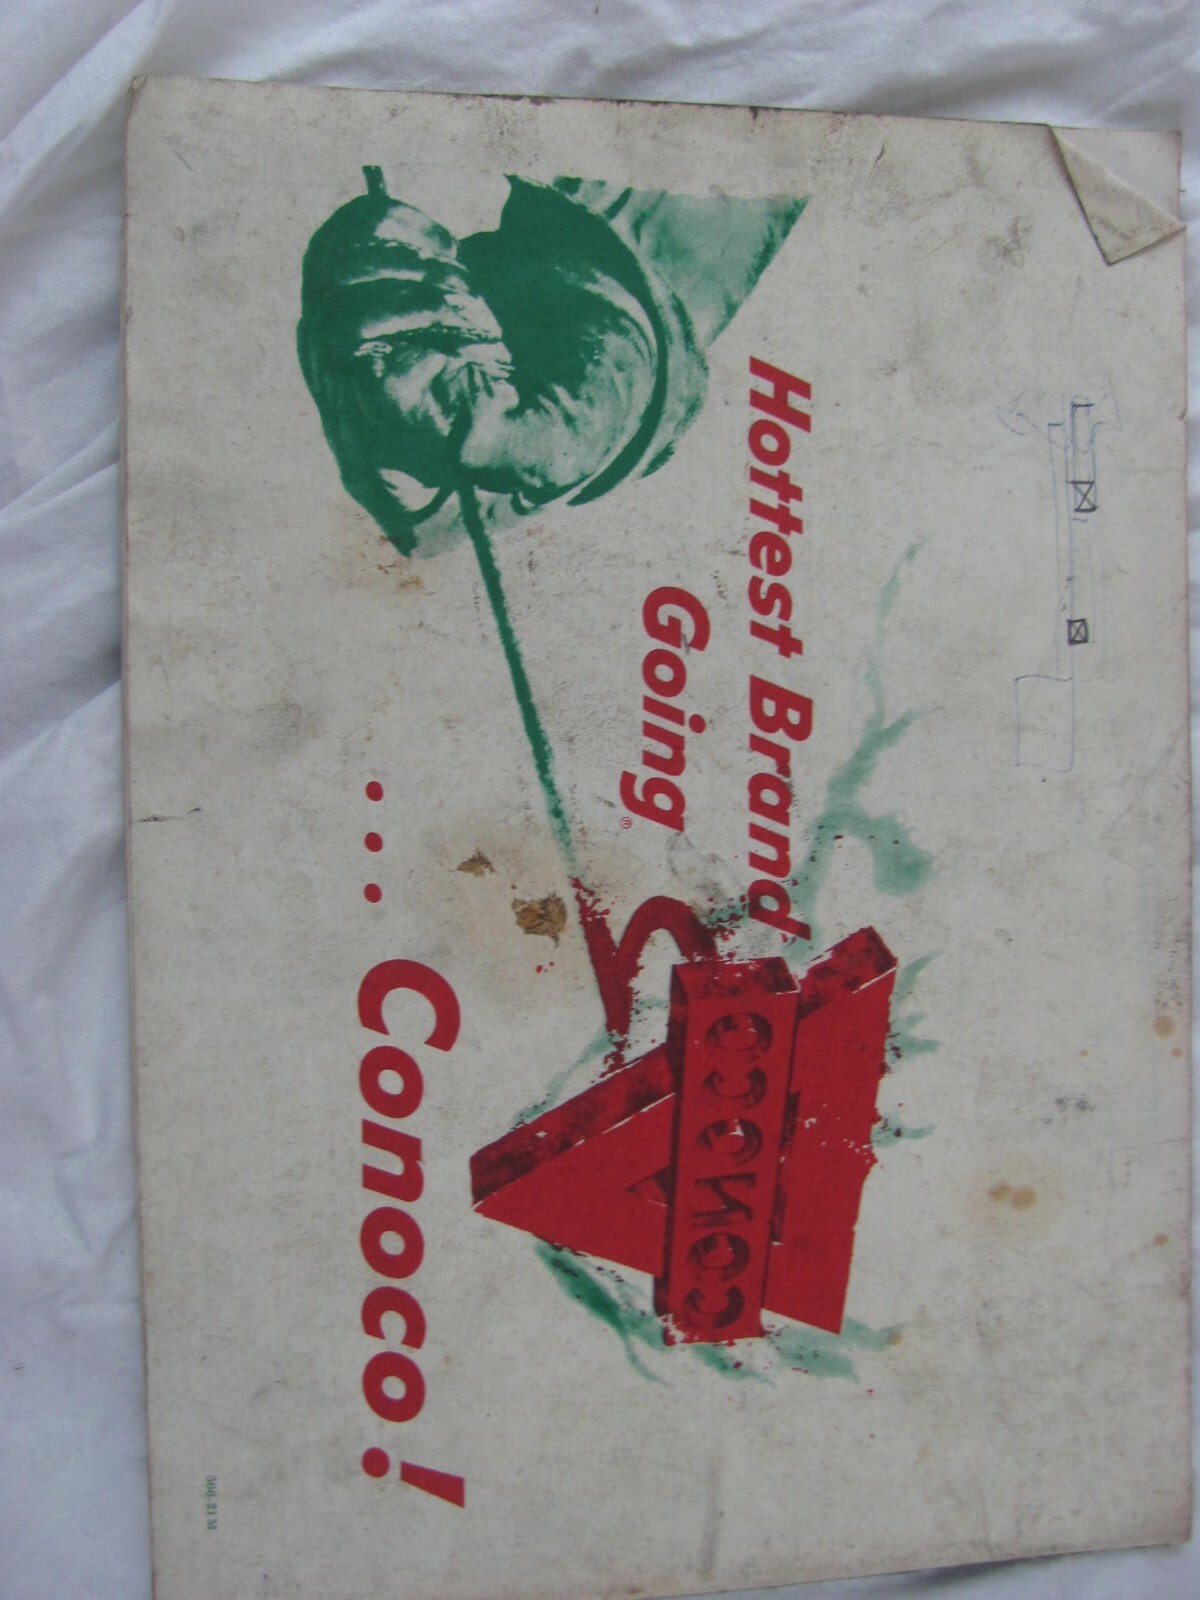 Hottest Brand
Going®
CONOCO
... Conoco!